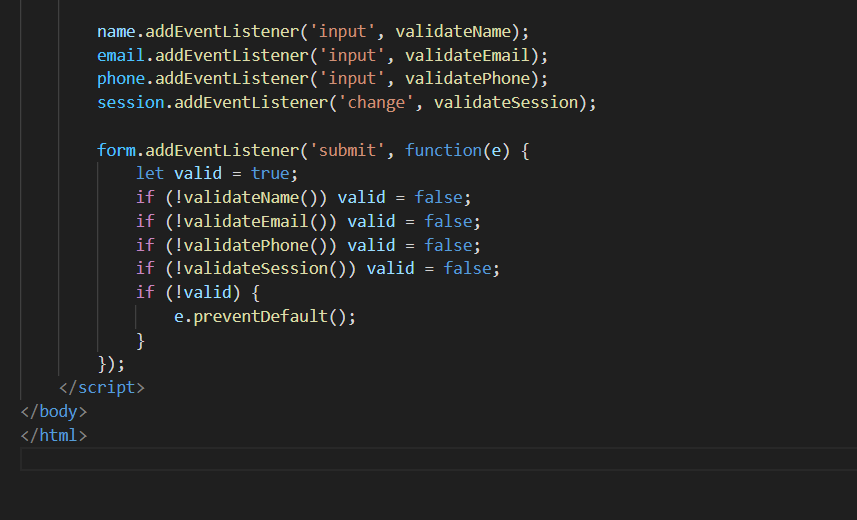 name.addEventListener('input', validateName);
email.addEventListener('input', validateEmail);
phone.addEventListener('input', validatePhone);
session.addEventListener('change', validateSession);
form.addEventListener('submit', function(e) {
let valid = true;
if (!validateName()) valid = false;
if (!validateEmail()) valid = false;
if (!validatePhone()) valid = false;
if (!validateSession()) valid = false;
if (!valid) {
e.preventDefault();
}
});
</script>
</body>
</html>